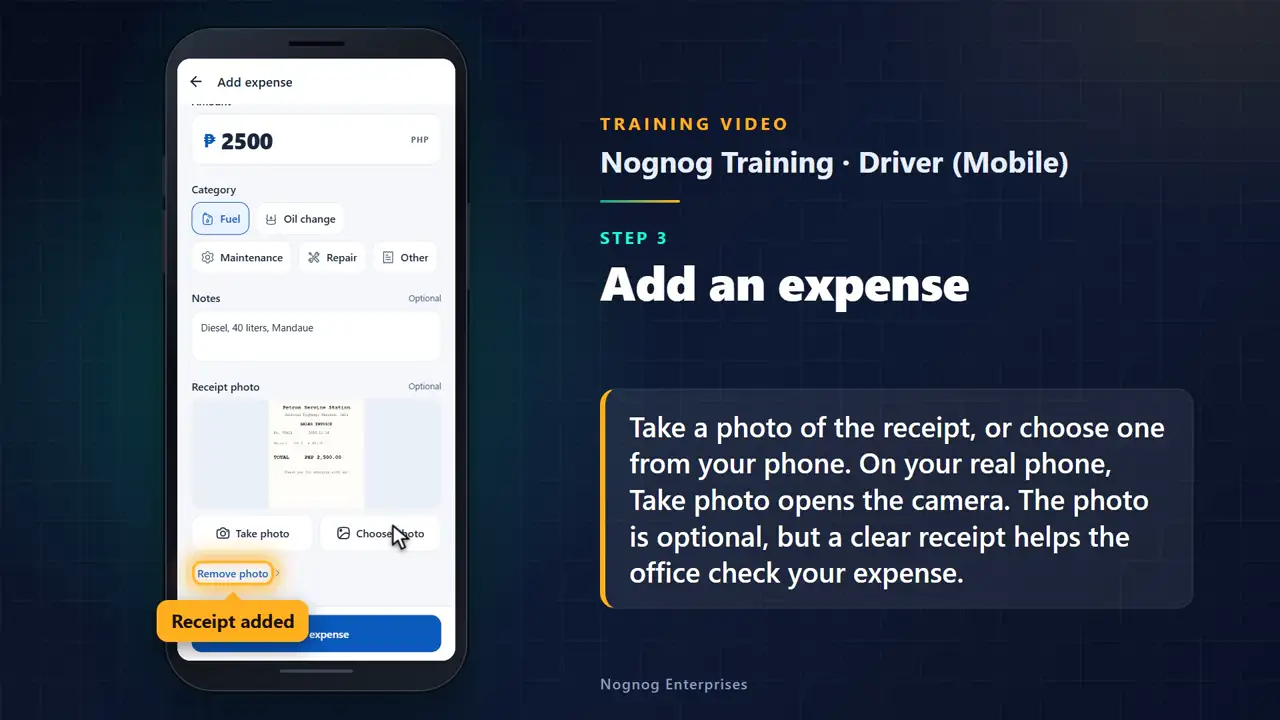 Add expense
₱ 2500
PHP
Category
Fuel
Oil change
Maintenance
Repair
Other
Notes
Optional
Diesel, 40 liters, Mandaue
Receipt photo
Optional
Petron Service Station
SALES INVOICE
TOTAL PHP 2,500.00
Take photo
Remove photo
Receipt added
expense
TRAINING VIDEO
Nognog Training · Driver (Mobile)
STEP 3
Add an expense
Take a photo of the receipt, or choose one
from your phone. On your real phone,
Take photo opens the camera. The photo
is optional, but a clear receipt helps the
office check your expense.
Nognog Enterprises